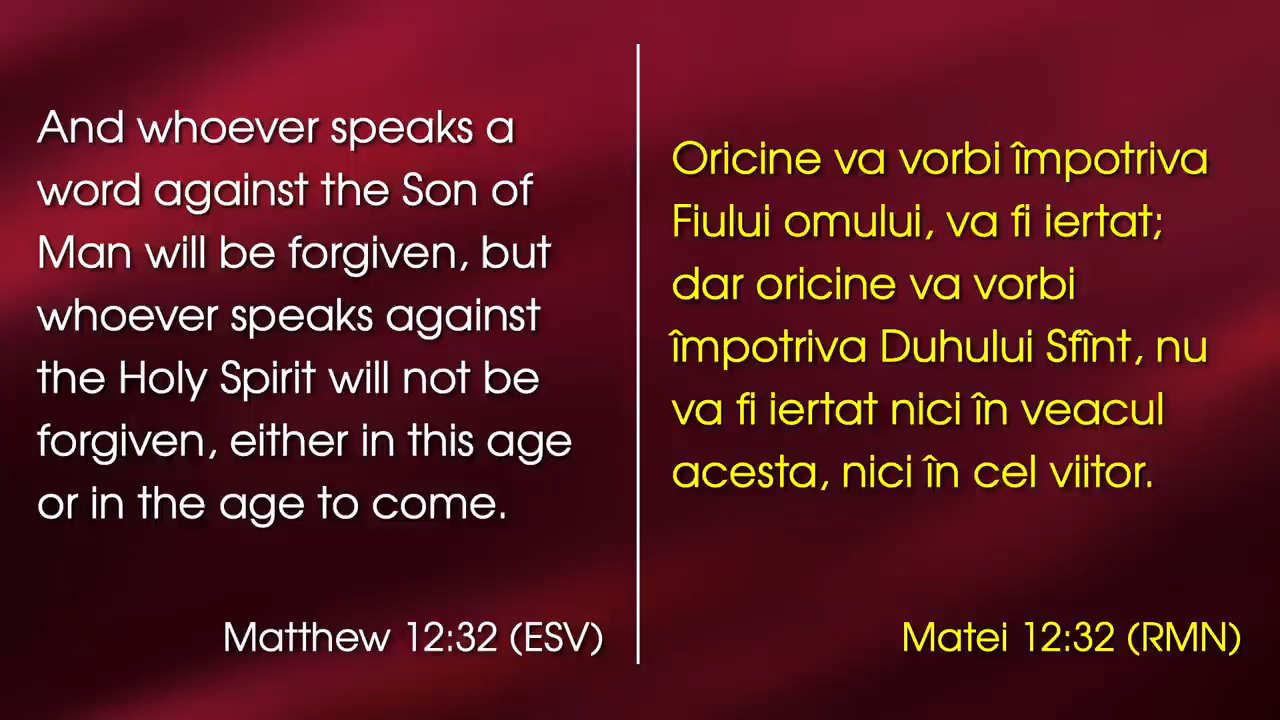 And whoever speaks a
word against the Son of
Man will be forgiven, but
whoever speaks against
the Holy Spirit will not be
forgiven, either in this age
or in the age to come.
Matthew 12:32 (ESV)
Oricine va vorbi împotriva
Fiului omului, va fi iertat;
dar oricine va vorbi
împotriva Duhului Sfînt, nu
va fi iertat nici în veacul
acesta, nici în cel viitor.
Matei 12:32 (RMN)